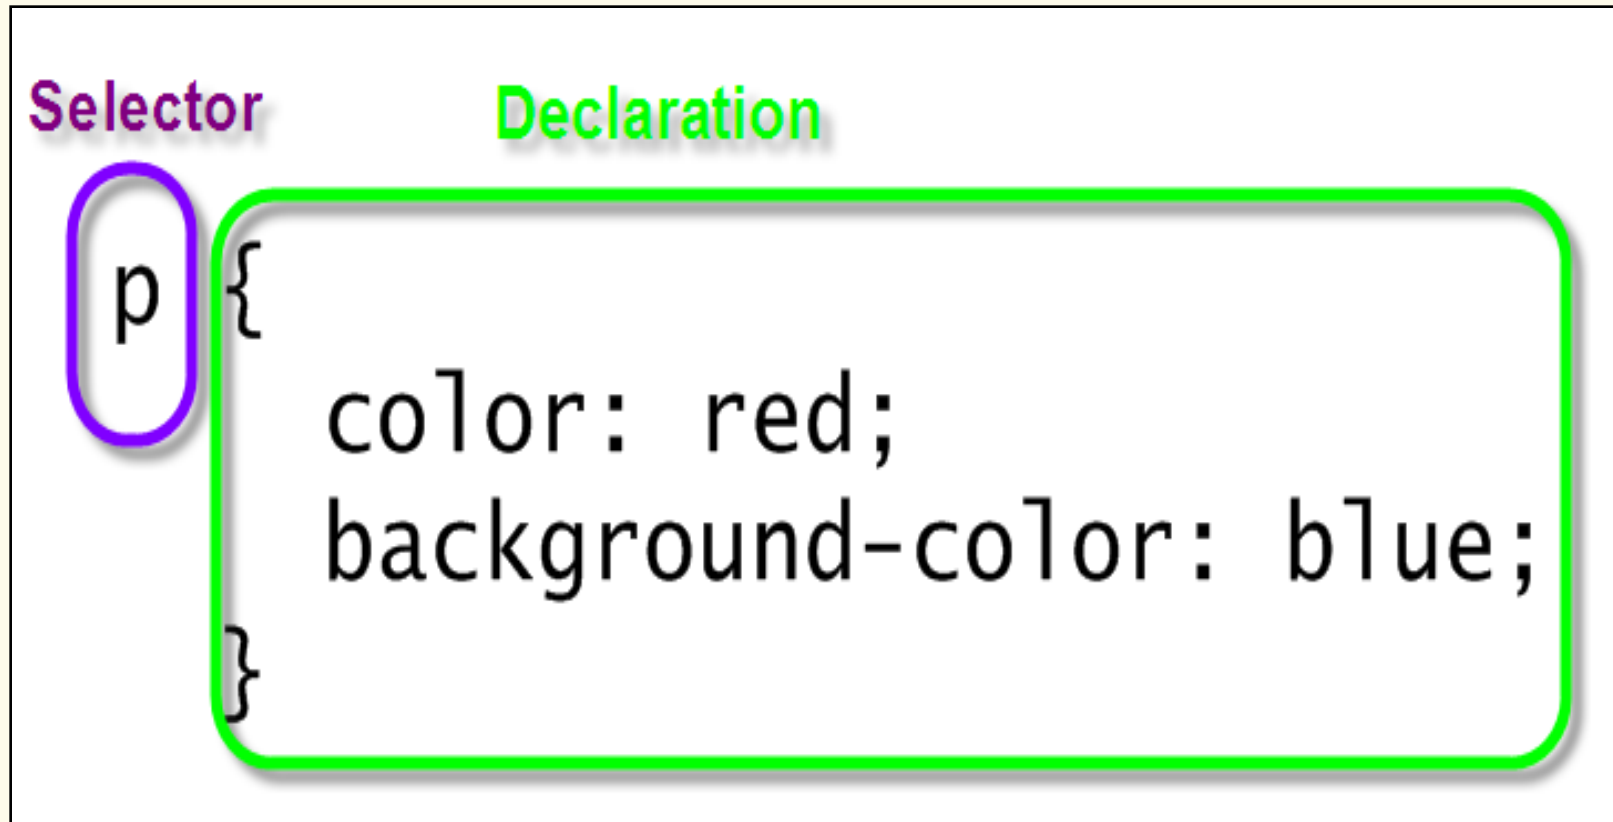 Selector Declaration
p {
color: red;
background-color: blue;
}